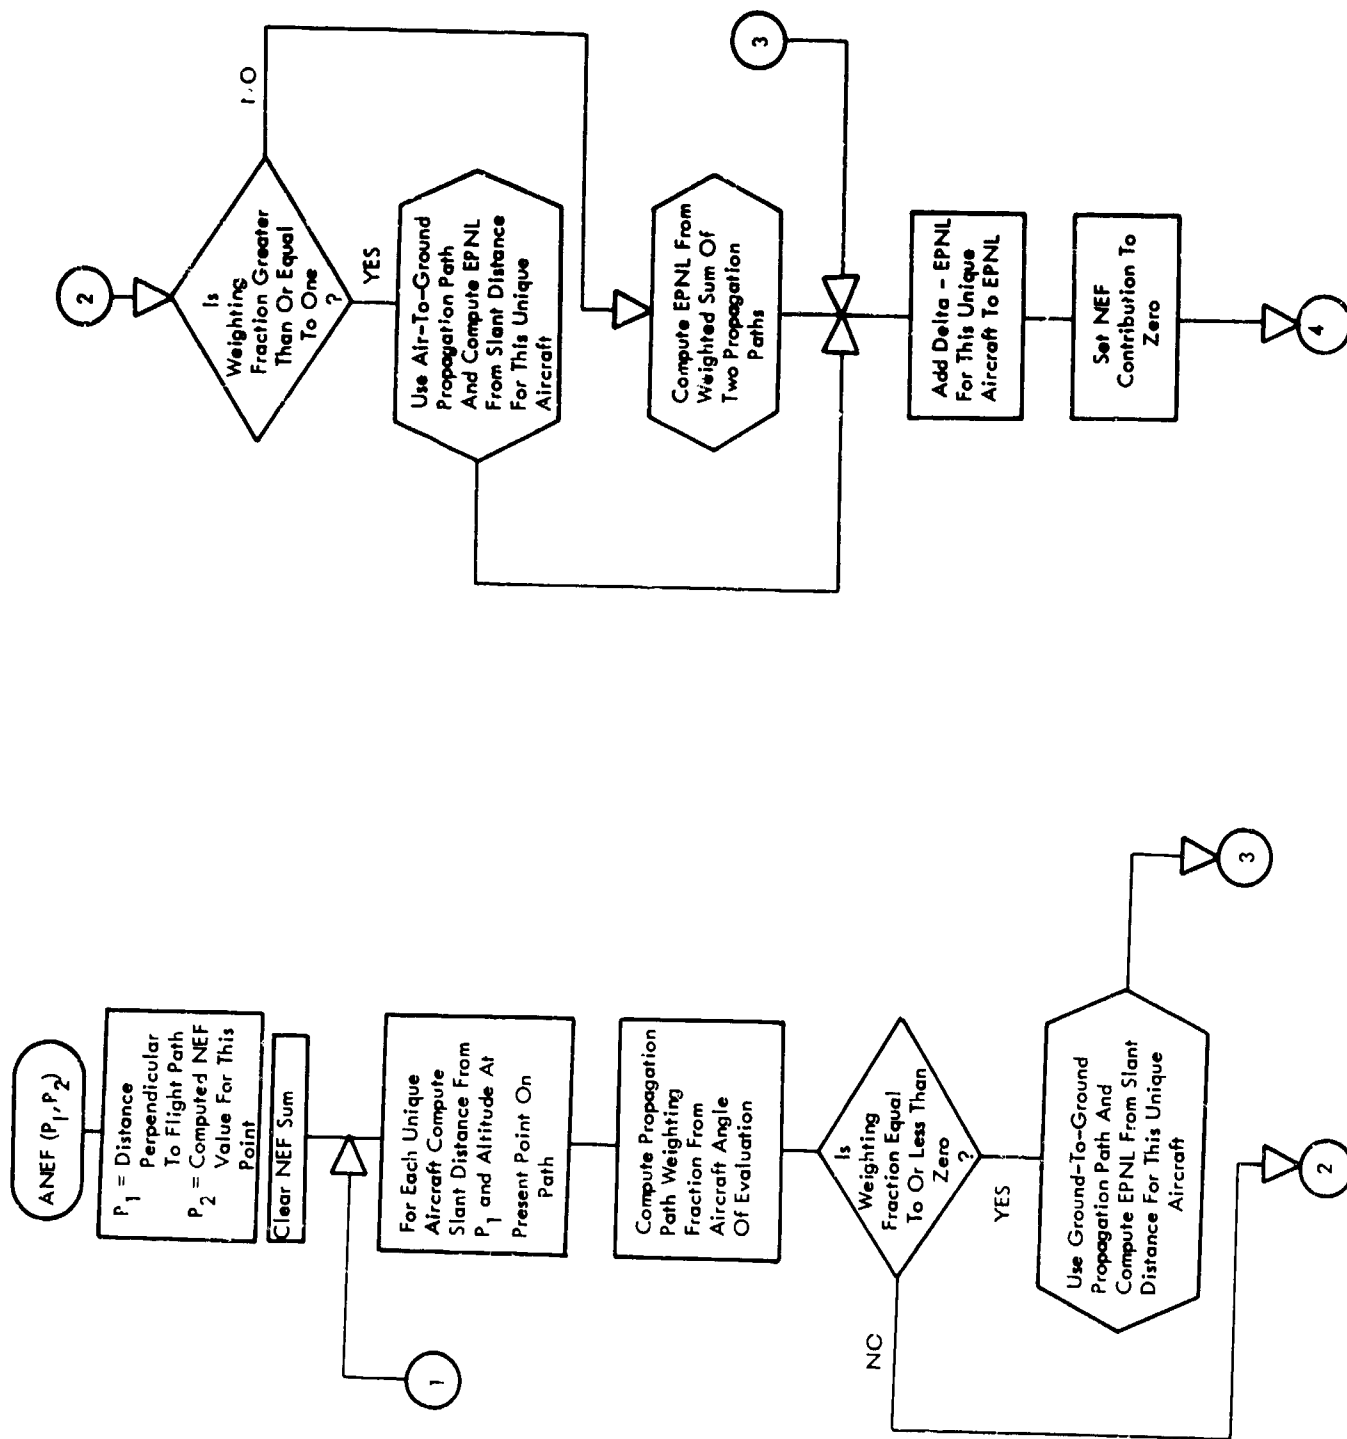 ANEF (P1, P2)
P1 = Distance
Perpendicular
To Flight Path
P2 = Computed NEF
Value For This
Point
Clear NEF Sum
1
For Each Unique
Aircraft Compute
Slant Distance From
P1 and Altitude At
Present Point On
Path
Compute Propagation
Path Weighting
Fraction From
Aircraft Angle
Of Evaluation
Is
Weighting
Fraction Equal
To Or Less Than
Zero
?
NC
YES
Use Ground-To-Ground
Propagation Path And
Compute EPNL From Slant
Distance For This Unique
Aircraft
3
2
2
Is
Weighting
Fraction Greater
Than Or Equal
To One
?
YES
Use Air-To-Ground
Propagation Path
And Compute EPNL
From Slant Distance
For This Unique
Aircraft
Compute EPNL From
Weighted Sum Of
Two Propagation
Paths
3
Add Delta - EPNL
For This Unique
Aircraft To EPNL
Set NEF
Contribution To
Zero
4